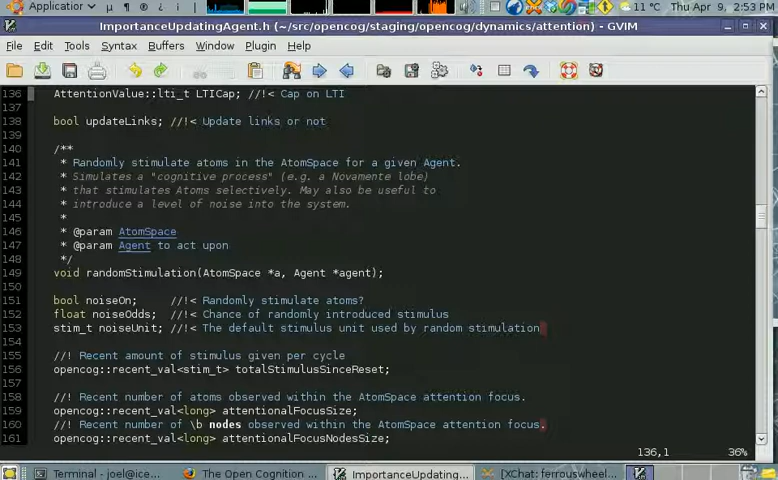 Applications
11 °C Thu Apr 9, 2:53 PM
ImportanceUpdatingAgent.h (~/src/opencog/staging/opencog/dynamics/attention) - GVIM
File Edit Tools Syntax Buffers Window Plugin Help
136 AttentionValue::lti_t LTICap; //!< Cap on LTI
137
138 bool updateLinks; //!< Update links or not
139
140 /**
141 * Randomly stimulate atoms in the AtomSpace for a given Agent.
142 * Simulates a "cognitive process" (e.g. a Novamente lobe)
143 * that stimulates Atoms selectively. May also be useful to
144 * introduce a level of noise into the system.
145 *
146 * @param AtomSpace
147 * @param Agent to act upon
148 */
149 void randomStimulation(AtomSpace *a, Agent *agent);
150
151 bool noiseOn; //!< Randomly stimulate atoms?
152 float noiseOdds; //!< Chance of randomly introduced stimulus
153 stim_t noiseUnit; //!< The default stimulus unit used by random stimulation
154
155 //! Recent amount of stimulus given per cycle
156 opencog::recent_val<stim_t> totalStimulusSinceReset;
157
158 //! Recent number of atoms observed within the AtomSpace attention focus.
159 opencog::recent_val<long> attentionalFocusSize;
160 //! Recent number of \b nodes observed within the AtomSpace attention focus.
161 opencog::recent_val<long> attentionalFocusNodesSize;
136,1 36%
Terminal - joel@ice... The Open Cognition ... ImportanceUpdating... [XChat: ferrouswheel...